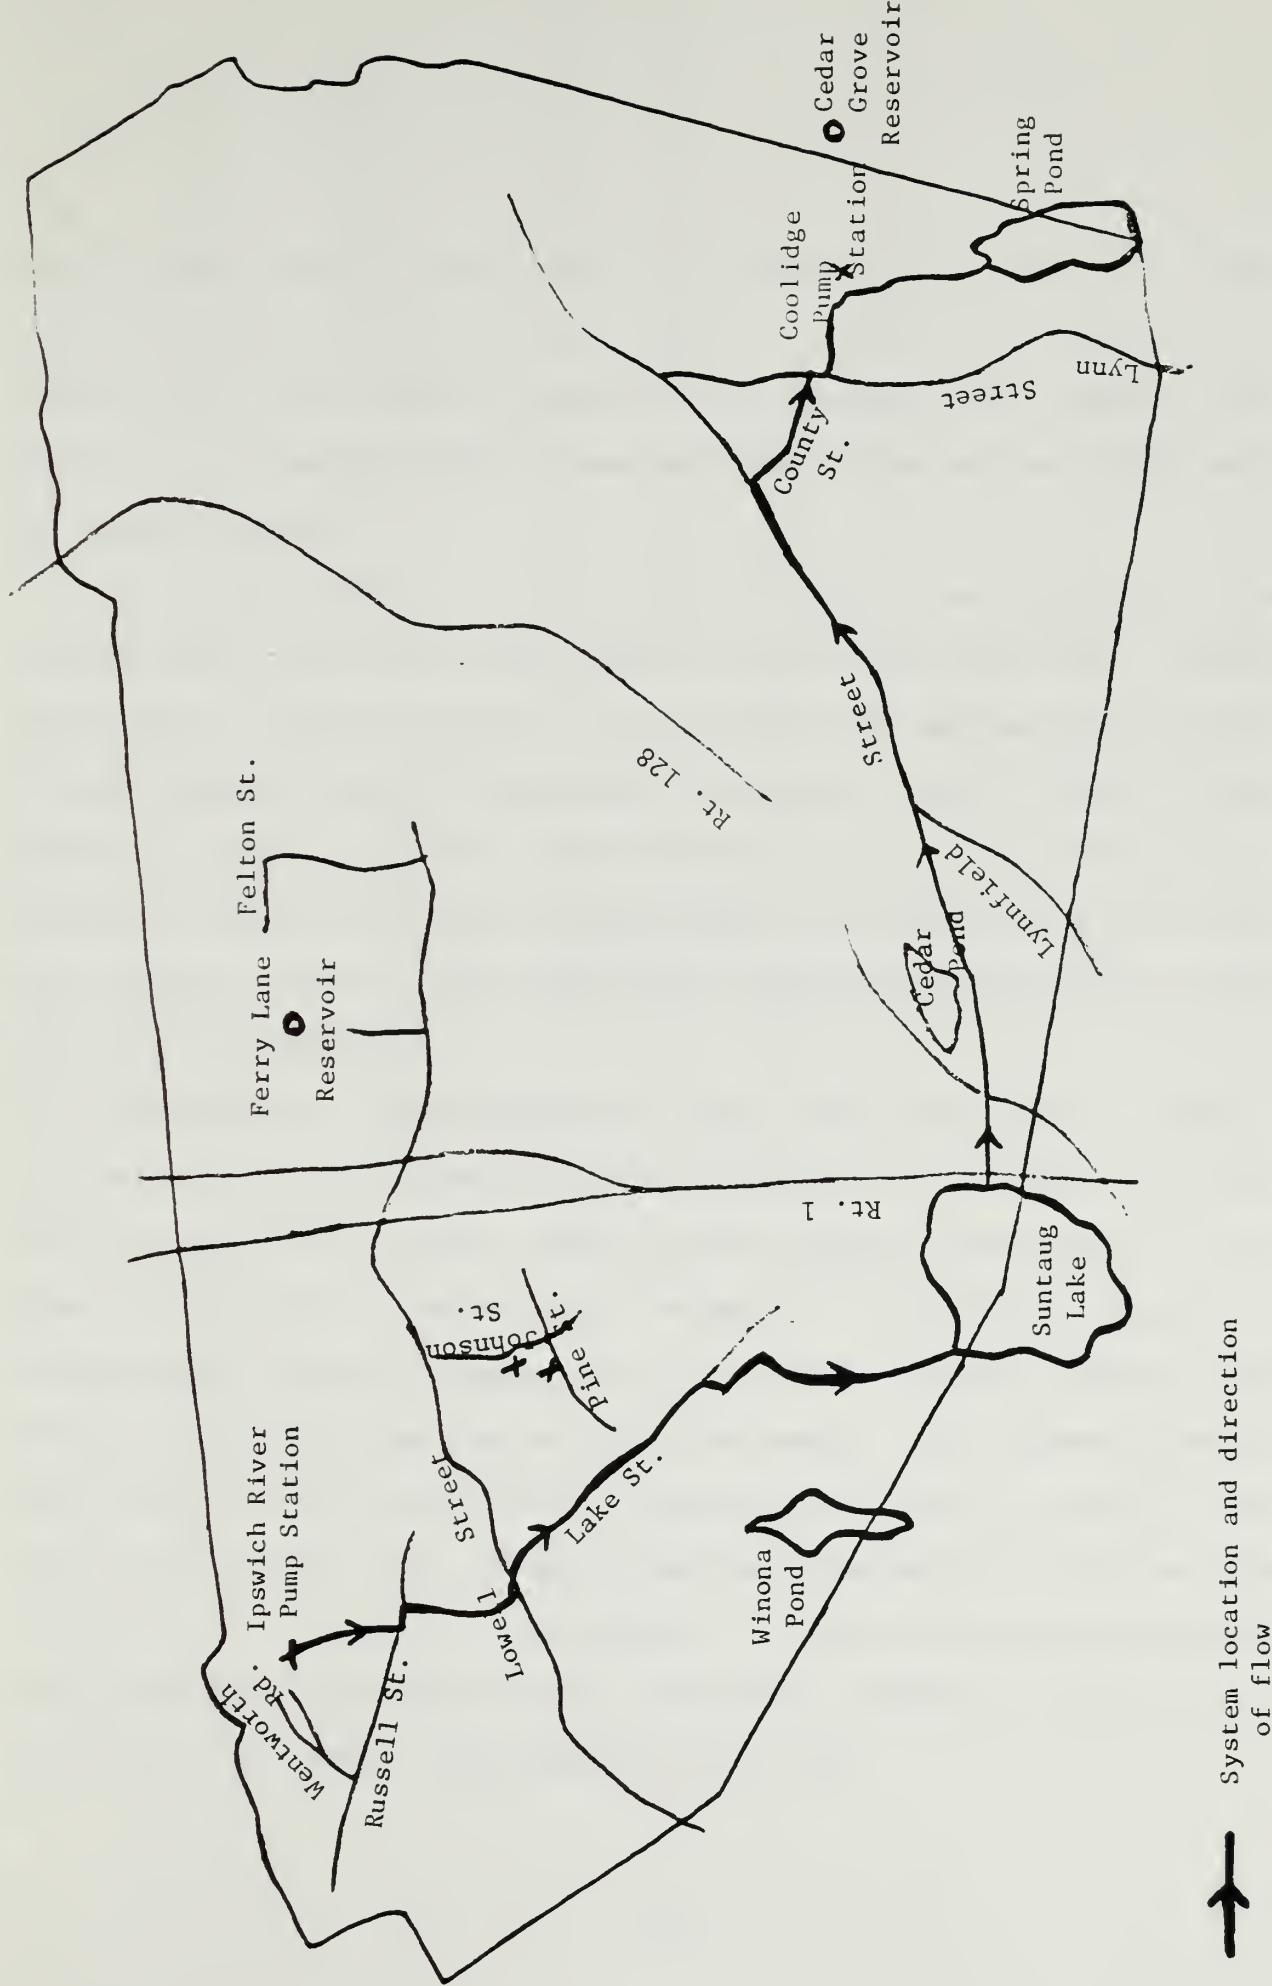 Cedar
Grove
Reservoir
Spring
Pond
Coolidge
Pump
Station
Lynn
Street
County
St.
Street
Lynnfield
Cedar
Pond
Rt. 128
Felton St.
Ferry Lane
Reservoir
Rt. 1
Suntaug
Lake
Johnson
St.
Pine St.
Lake St.
Winona
Pond
Ipswich River
Pump Station
Wentworth
Rd.
Russell St.
Lowell
Street
System location and direction
of flow